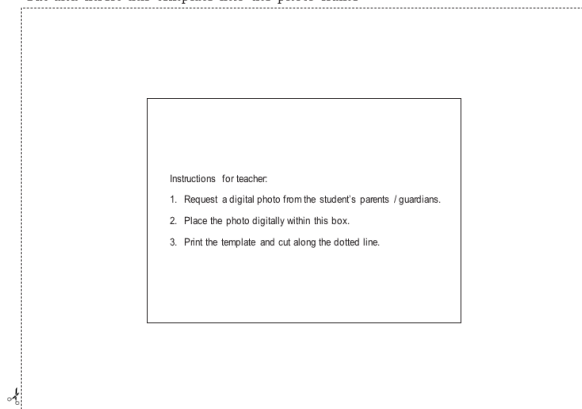 Instructions for teacher:
1. Request a digital photo from the student's parents / guardians.
2. Place the photo digitally within this box.
3. Print the template and cut along the dotted line.